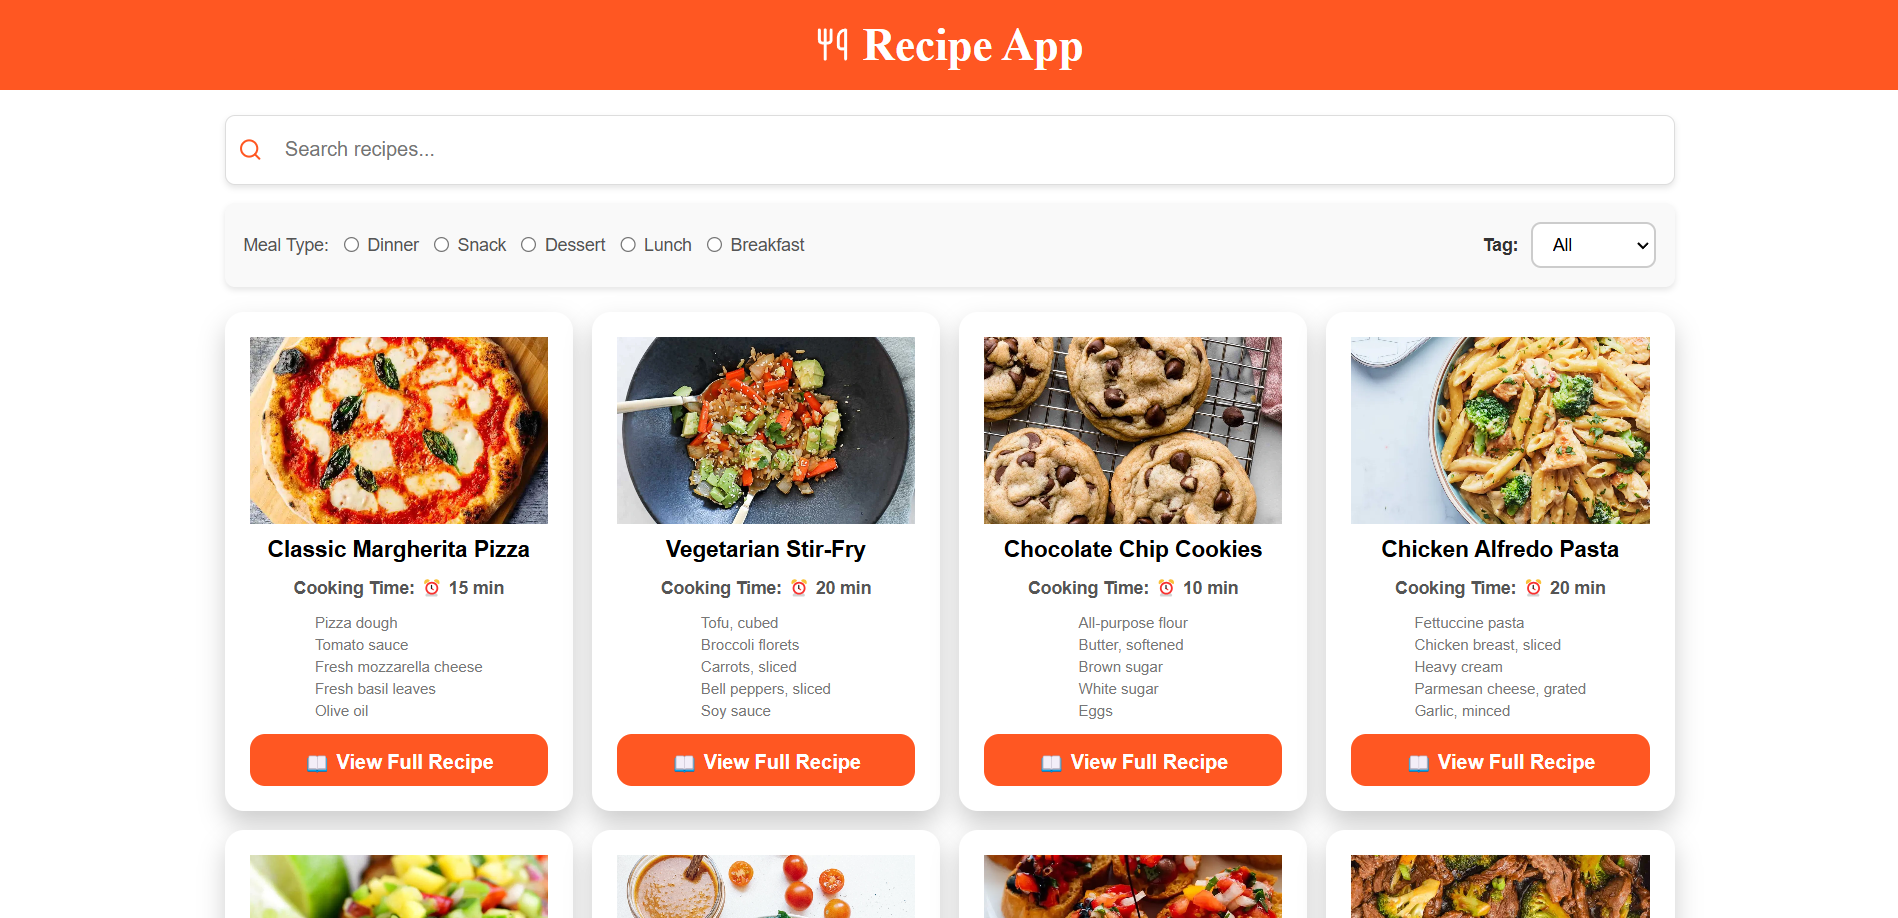 Recipe App
Search recipes...
Meal Type: Dinner Snack Dessert Lunch Breakfast
Tag: All
Classic Margherita Pizza
Cooking Time: ⏰ 15 min
Pizza dough
Tomato sauce
Fresh mozzarella cheese
Fresh basil leaves
Olive oil
📖 View Full Recipe
Vegetarian Stir-Fry
Cooking Time: ⏰ 20 min
Tofu, cubed
Broccoli florets
Carrots, sliced
Bell peppers, sliced
Soy sauce
📖 View Full Recipe
Chocolate Chip Cookies
Cooking Time: ⏰ 10 min
All-purpose flour
Butter, softened
Brown sugar
White sugar
Eggs
📖 View Full Recipe
Chicken Alfredo Pasta
Cooking Time: ⏰ 20 min
Fettuccine pasta
Chicken breast, sliced
Heavy cream
Parmesan cheese, grated
Garlic, minced
📖 View Full Recipe